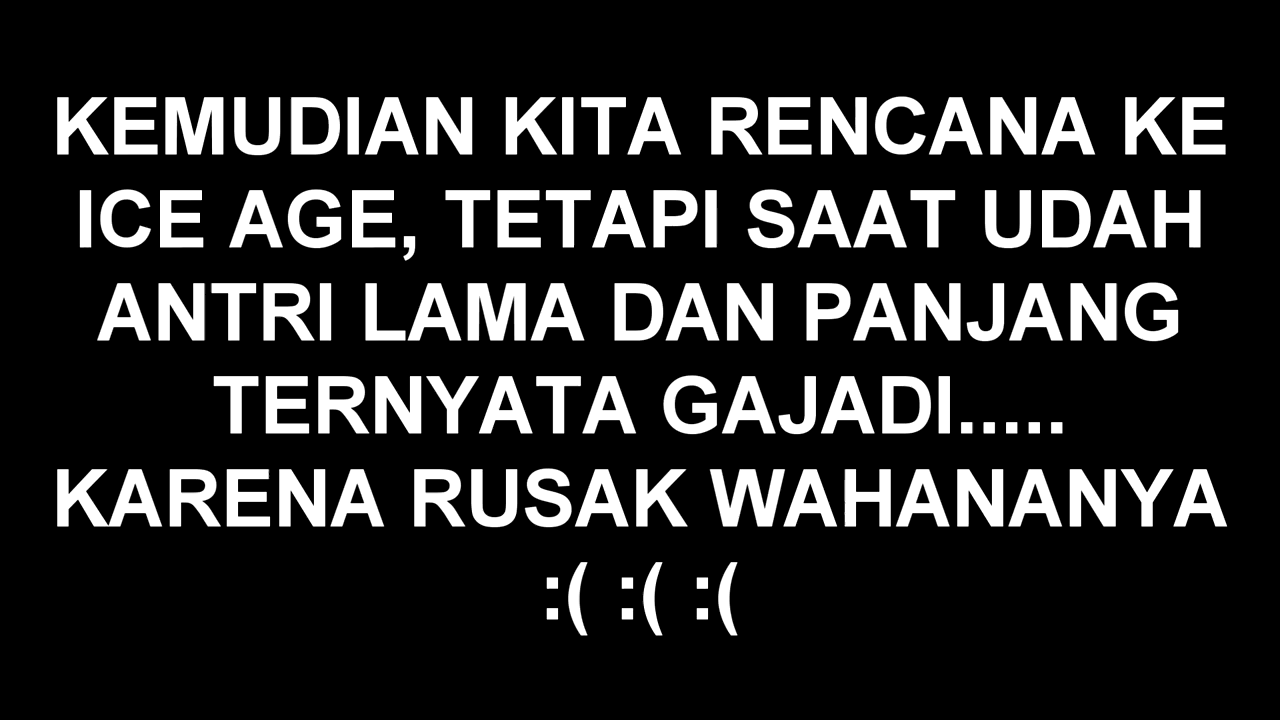 KEMUDIAN KITA RENCANA KE
ICE AGE, TETAPI SAAT UDAH
ANTRI LAMA DAN PANJANG
TERNYATA GAJADI.....
KARENA RUSAK WAHANANYA
:( :( :(